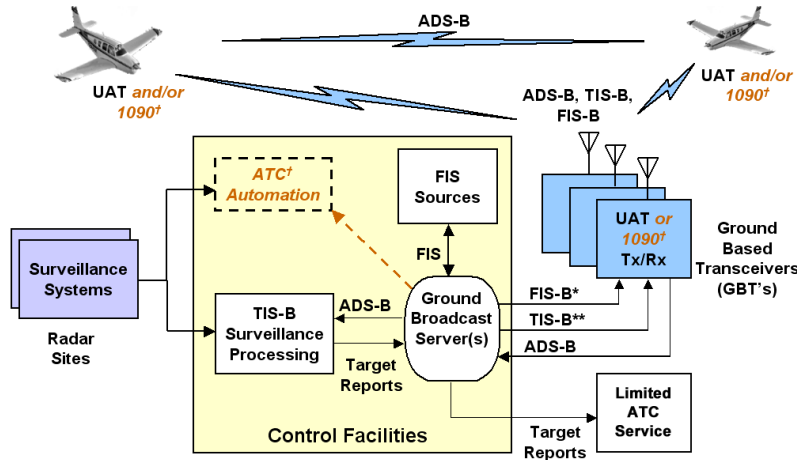 ADS-B
UAT and/or
1090†
UAT and/or
1090†
ADS-B, TIS-B,
FIS-B
ATC†
Automation
FIS
Sources
UAT or
1090†
Tx/Rx
Ground
Based
Transceivers
(GBT's)
Surveillance
Systems
Radar
Sites
FIS
TIS-B
Surveillance
Processing
ADS-B
Target
Reports
Ground
Broadcast
Server(s)
FIS-B*
TIS-B**
ADS-B
Limited
ATC
Service
Target
Reports
Control Facilities